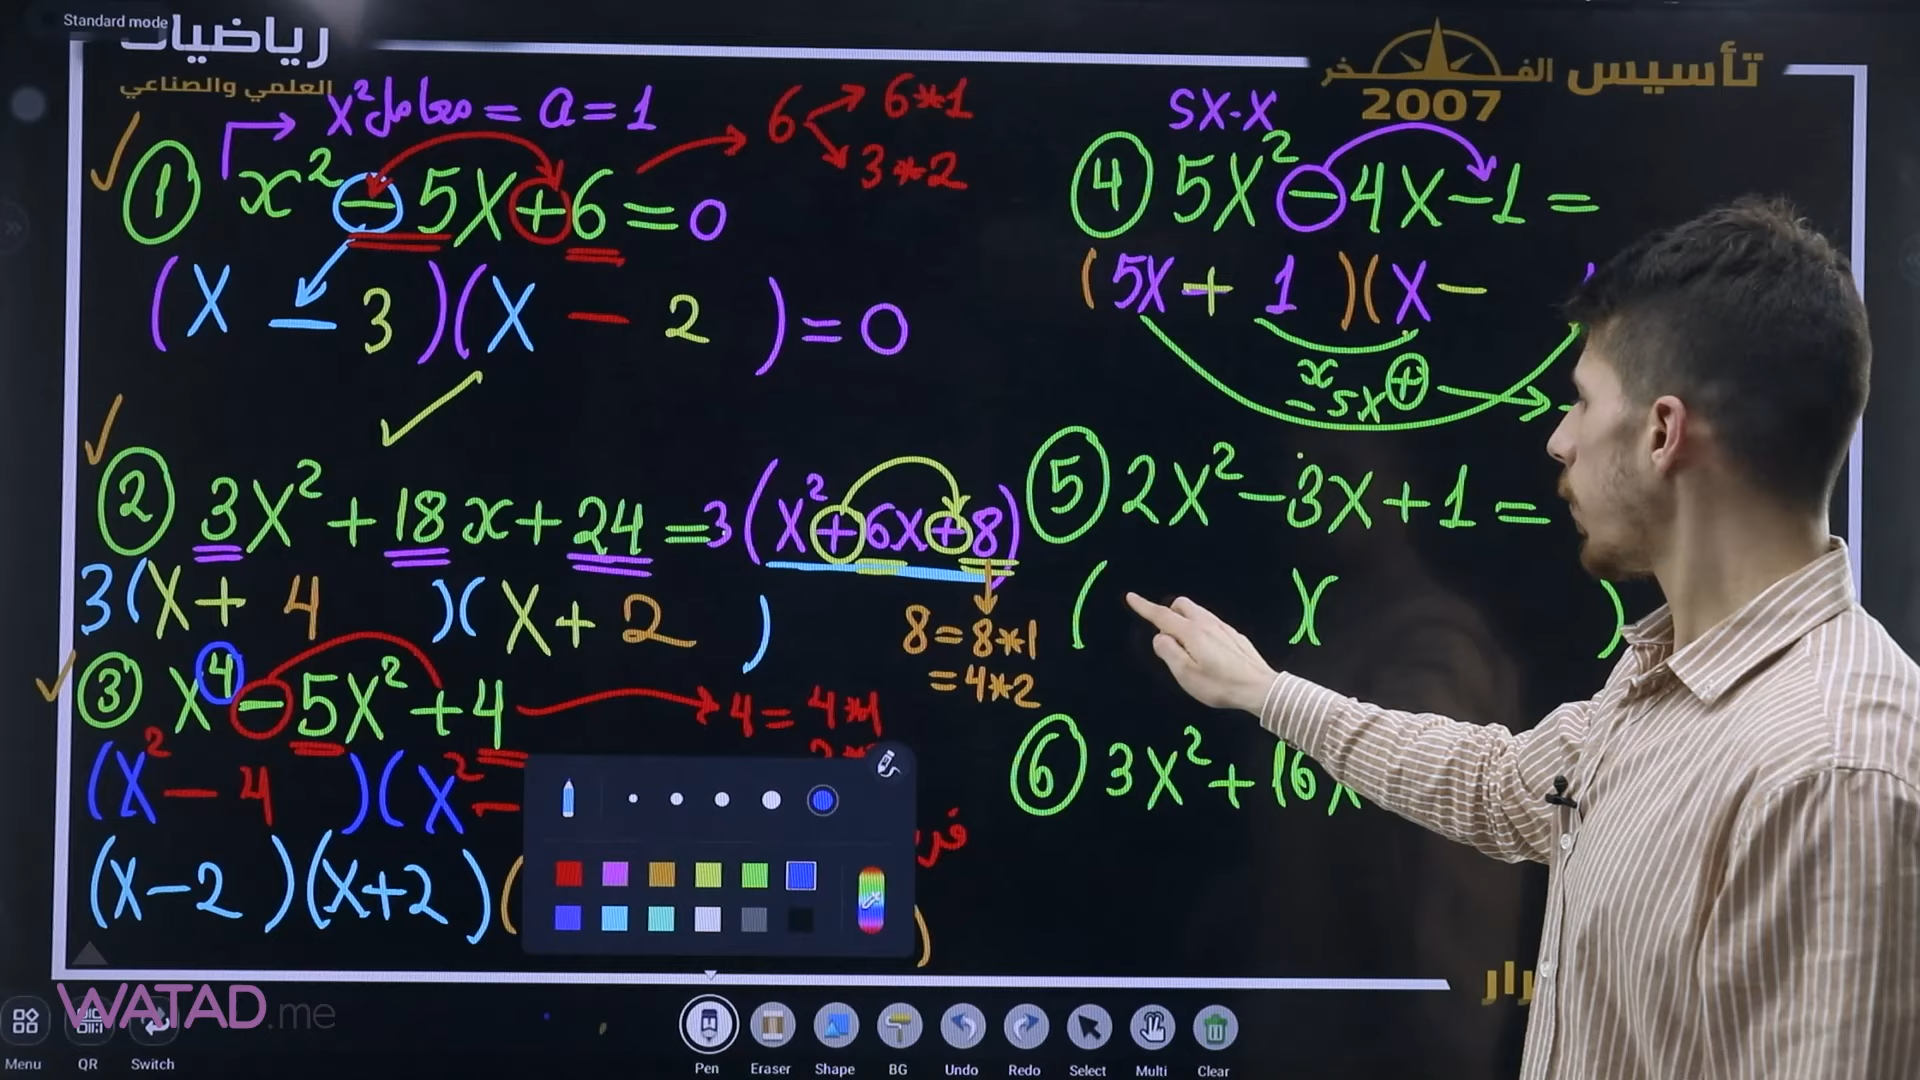 Standard mode
رياضيات
العلمي والصناعي
تأسيس الفخر
2007
معامل x² = a = 1
6 6*1
3*2
① x² - 5x + 6 = 0
(x - 3)(x - 2) = 0
② 3x² + 18x + 24 = 3(x² + 6x + 8)
3(x + 4)(x + 2)
8 = 8*1
= 4*2
③ x⁴ - 5x² + 4
4 = 4*1
(x² - 4)(x² -
(x - 2)(x + 2)(
5x·x
④ 5x² - 4x - 1 =
(5x + 1)(x -
x
- 5x +
⑤ 2x² - 3x + 1 =
( )( )
⑥ 3x² + 16x
WATAD.me
Menu QR Switch Pen Eraser Shape BG Undo Redo Select Multi Clear